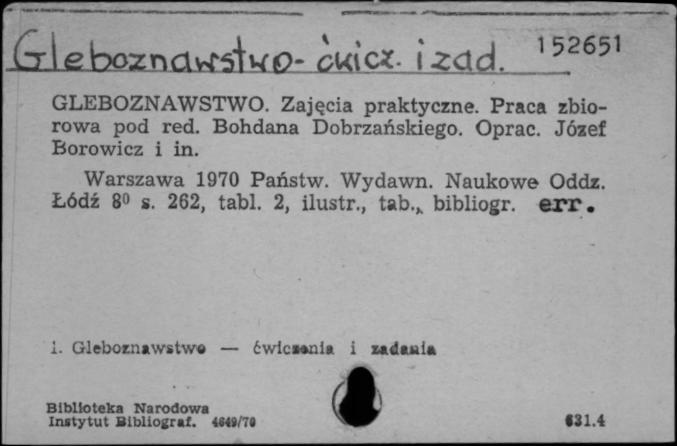 Gleboznawstwo - ćwicz. i zad. 152651
GLEBOZNAWSTWO. Zajęcia praktyczne. Praca zbio-
rowa pod red. Bohdana Dobrzańskiego. Oprac. Józef
Borowicz i in.
Warszawa 1970 Państw. Wydawn. Naukowe Oddz.
Łódź 8⁰ s. 262, tabl. 2, ilustr., tab., bibliogr. err.
1. Gleboznawstwo — ćwiczenia i zadania
Biblioteka Narodowa
Instytut Bibliograf. 4649/70 631.4